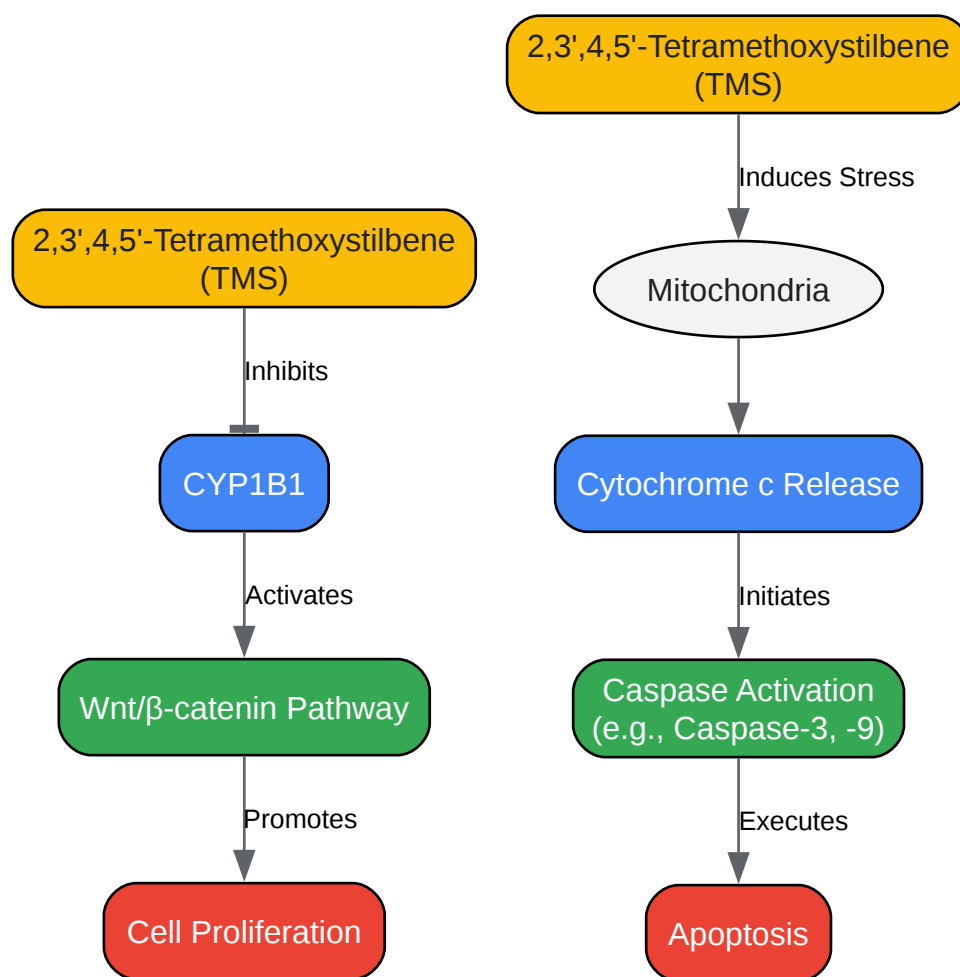 2,3',4,5'-Tetramethoxystilbene
(TMS)
Inhibits
CYP1B1
Activates
Wnt/β-catenin Pathway
Promotes
Cell Proliferation
2,3',4,5'-Tetramethoxystilbene
(TMS)
Induces Stress
Mitochondria
Cytochrome c Release
Initiates
Caspase Activation
(e.g., Caspase-3, -9)
Executes
Apoptosis